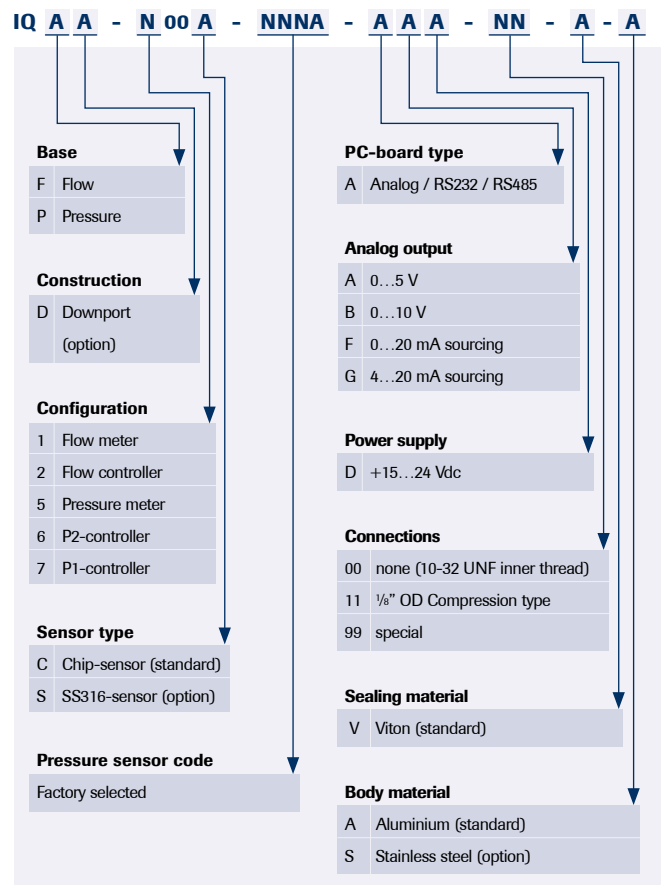 IQ A A - N 00 A - NNNA - A A A - NN - A - A
Base
F Flow
P Pressure
Construction
D Downport
(option)
Configuration
1 Flow meter
2 Flow controller
5 Pressure meter
6 P2-controller
7 P1-controller
Sensor type
C Chip-sensor (standard)
S SS316-sensor (option)
Pressure sensor code
Factory selected
PC-board type
A Analog / RS232 / RS485
Analog output
A 0…5 V
B 0…10 V
F 0…20 mA sourcing
G 4…20 mA sourcing
Power supply
D +15…24 Vdc
Connections
00 none (10-32 UNF inner thread)
11 ⅛” OD Compression type
99 special
Sealing material
V Viton (standard)
Body material
A Aluminium (standard)
S Stainless steel (option)